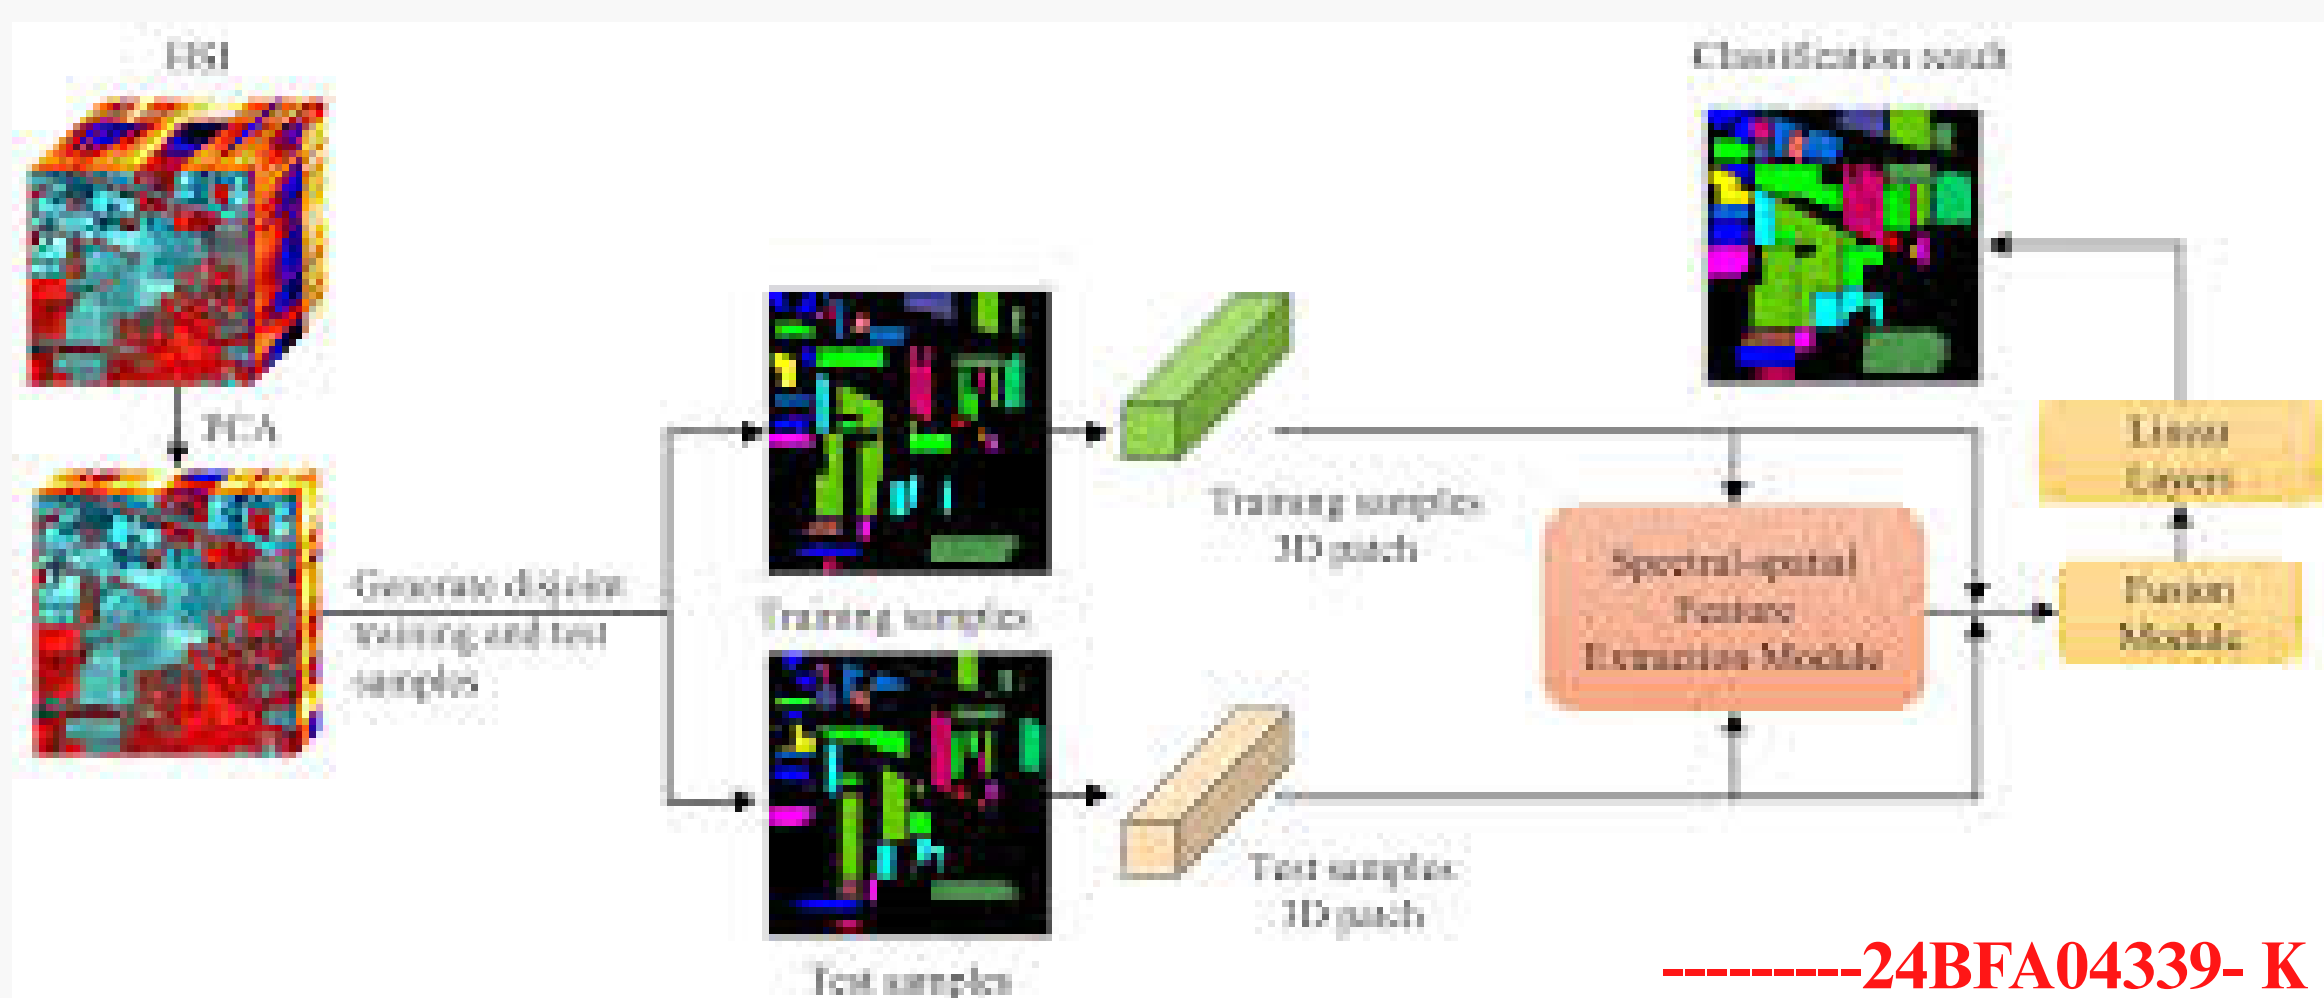 HSI
Classification result
PCA
Linear
Layers
Training samples
3D patch
Spectral-spatial
Feature
Extraction Module
Generate disjoint
training and test
samples
Fusion
Module
Training samples
Test samples
3D patch
Test samples
---------24BFA04339- K